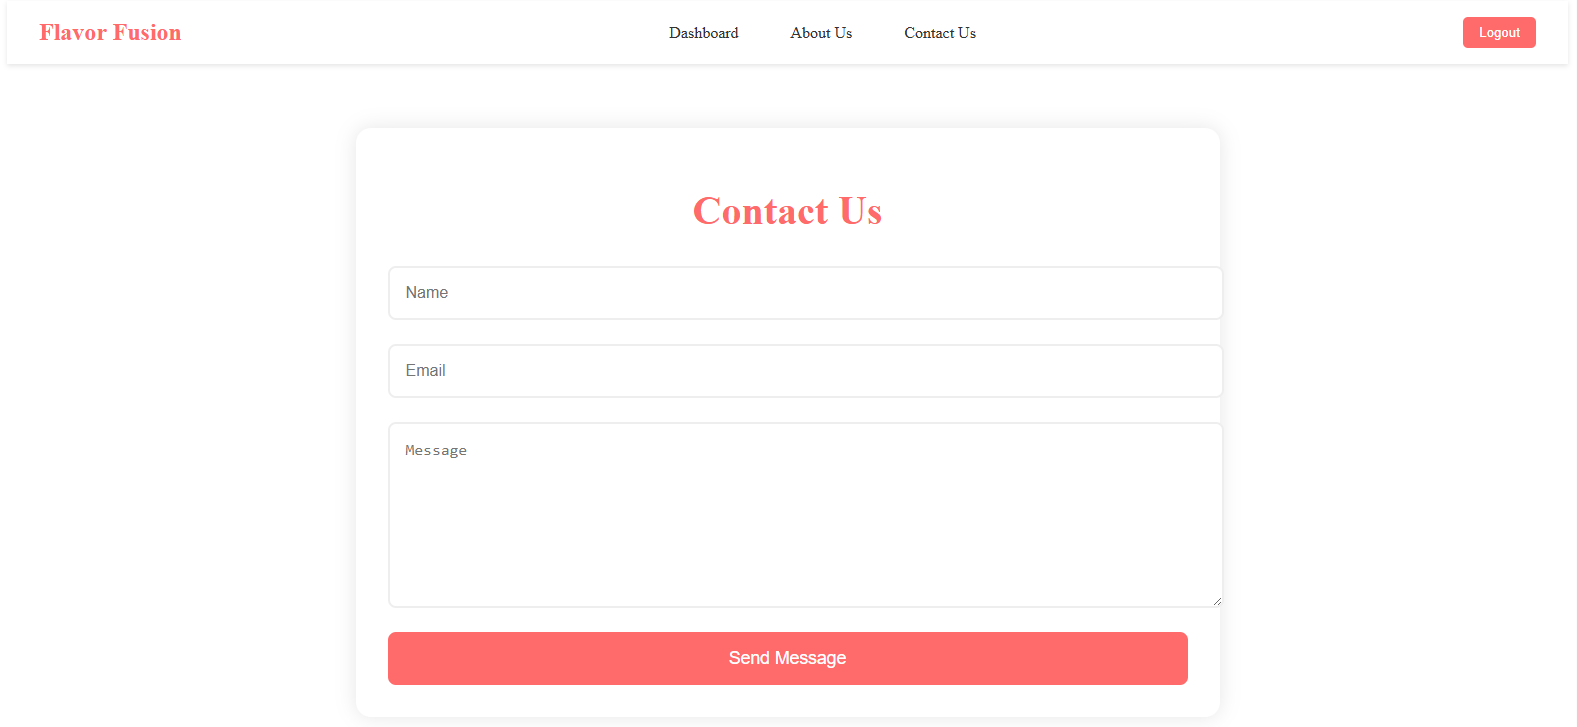 Flavor Fusion
Dashboard
About Us
Contact Us
Logout
Contact Us
Name
Email
Message
Send Message